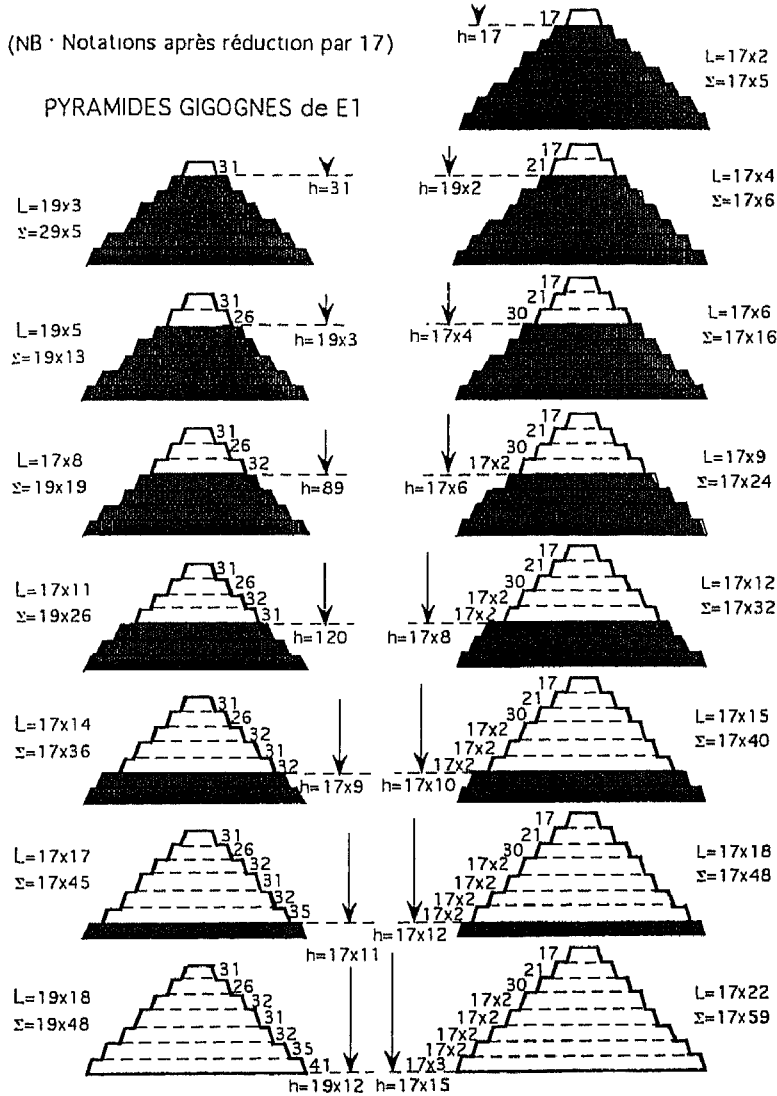 (NB · Notations après réduction par 17)
PYRAMIDES GIGOGNES de E1
17
h=17
L=17x2
Σ=17x5
L=19x3
Σ=29x5
31
h=31
17
21
h=19x2
L=17x4
Σ=17x6
L=19x5
Σ=19x13
31
26
h=19x3
17
21
30
h=17x4
L=17x6
Σ=17x16
L=17x8
Σ=19x19
31
26
32
h=89
17
21
30
17x2
h=17x6
L=17x9
Σ=17x24
L=17x11
Σ=19x26
31
26
32
31
h=120
17
21
30
17x2
17x2
h=17x8
L=17x12
Σ=17x32
L=17x14
Σ=17x36
31
26
32
31
32
h=17x9
17
21
30
17x2
17x2
17x2
h=17x10
L=17x15
Σ=17x40
L=17x17
Σ=17x45
31
26
32
31
32
35
h=17x11
17
21
30
17x2
17x2
17x2
17x2
h=17x12
L=17x18
Σ=17x48
L=19x18
Σ=19x48
31
26
32
31
32
35
41
h=19x12
17
21
30
17x2
17x2
17x2
17x2
17x3
h=17x15
L=17x22
Σ=17x59